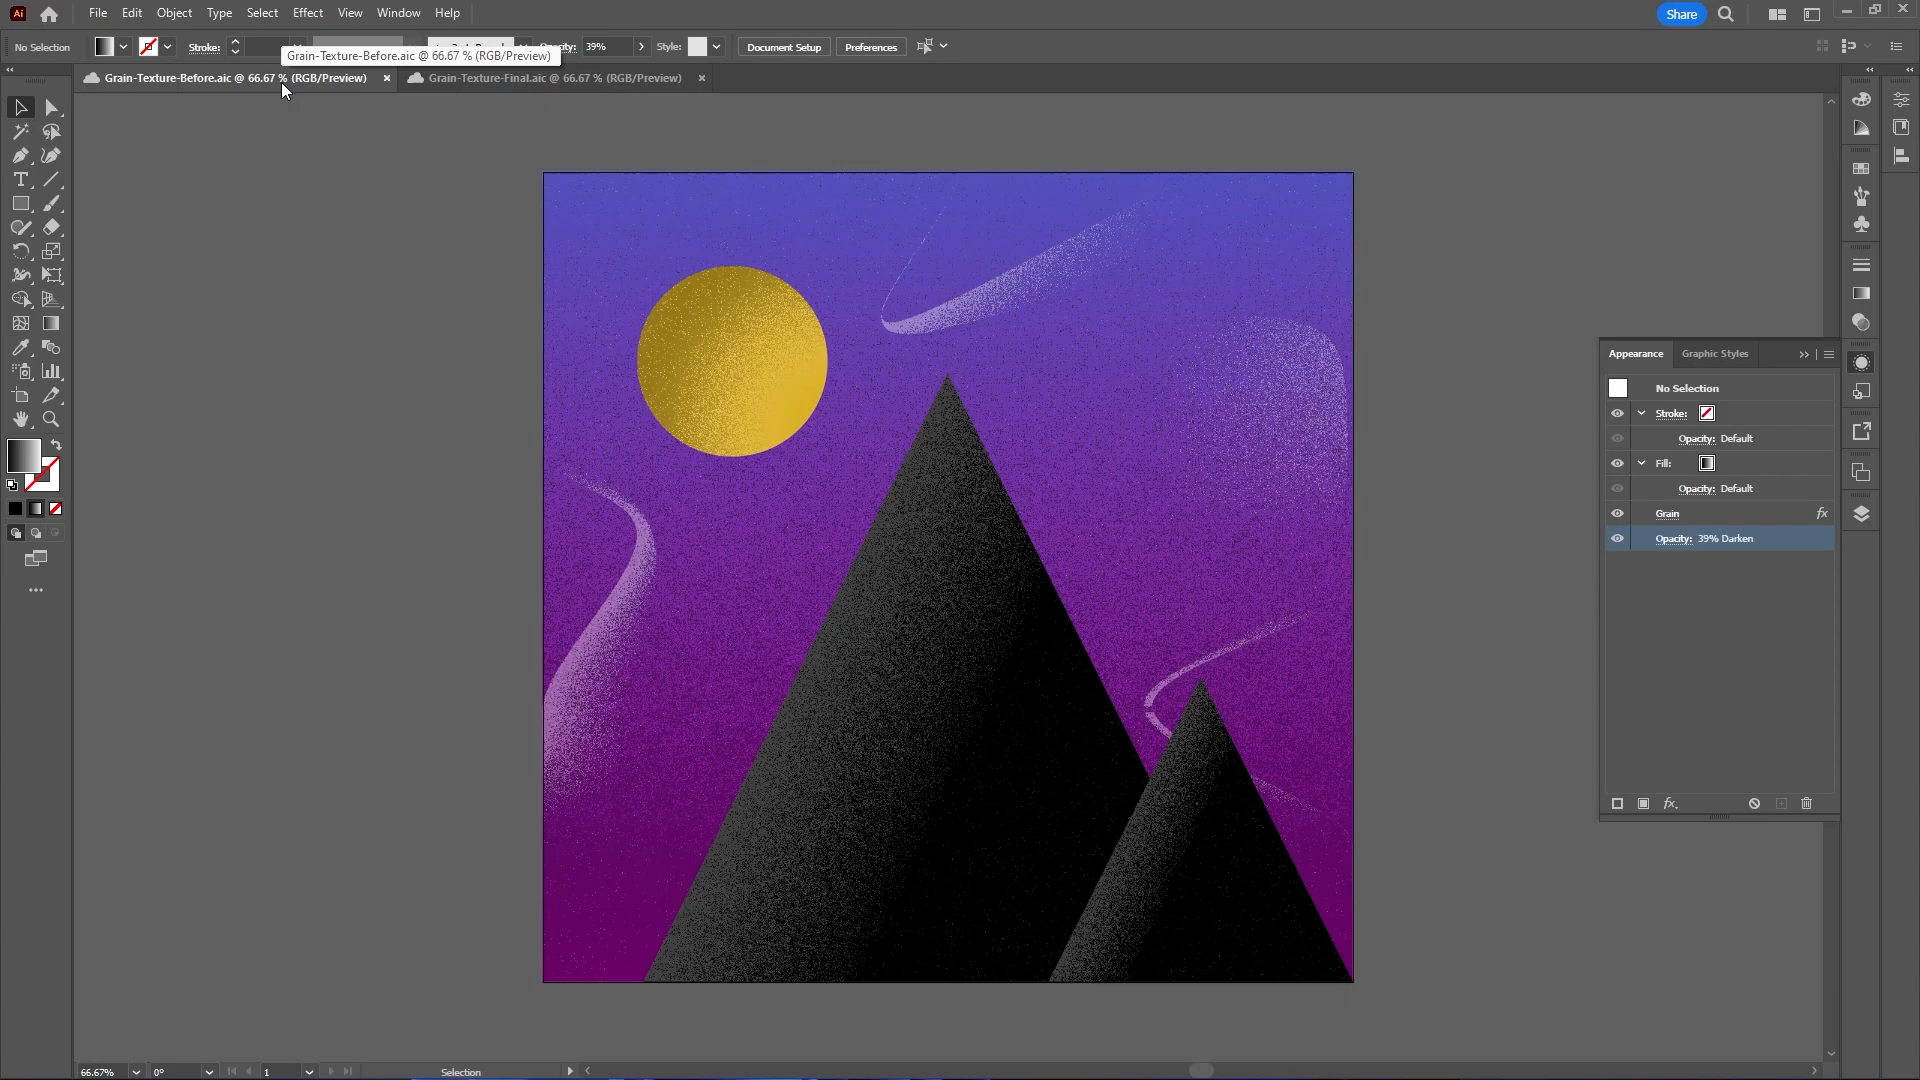 Ai File Edit Object Type Select Effect View Window Help Share
No Selection Stroke: Opacity: 39% Style: Document Setup Preferences
Grain-Texture-Before.aic @ 66.67 % (RGB/Preview)
Grain-Texture-Before.aic @ 66.67 % (RGB/Preview) × Grain-Texture-Final.aic @ 66.67 % (RGB/Preview) ×
Appearance Graphic Styles
No Selection
Stroke:
Opacity: Default
Fill:
Opacity: Default
Grain fx
Opacity: 39% Darken
fx.
66.67% 0° 1 Selection